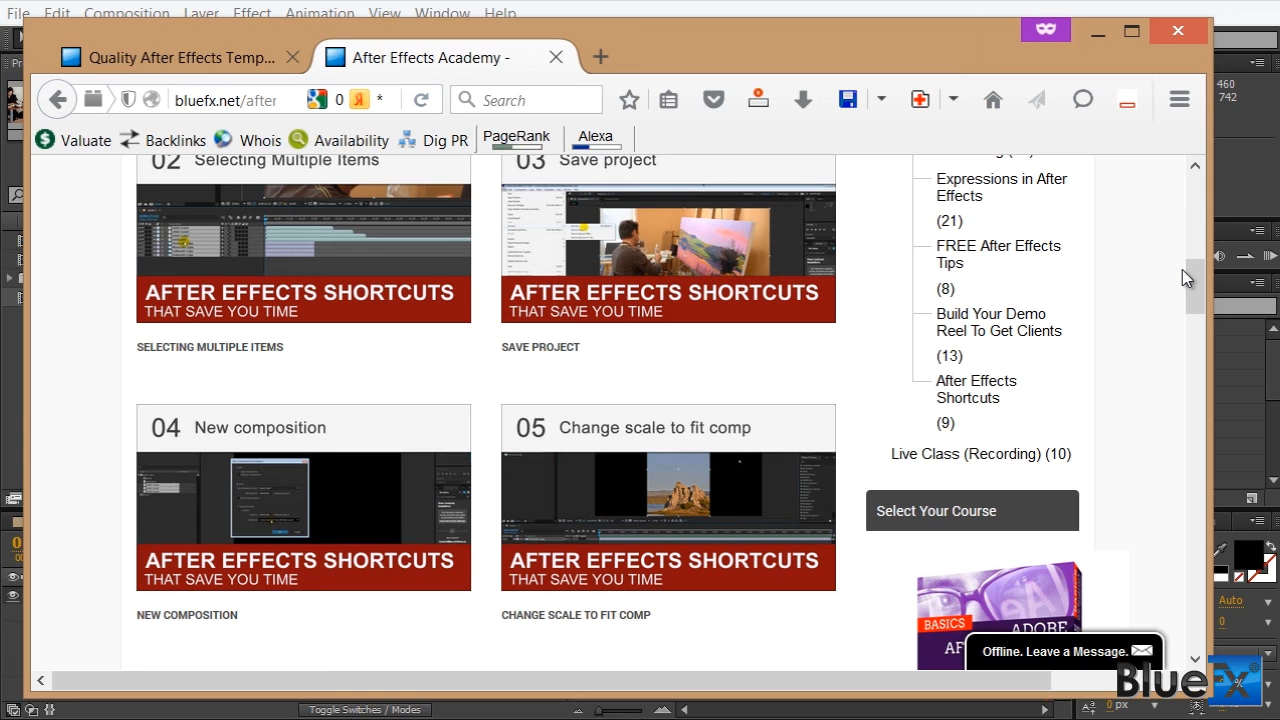 File Edit Composition Layer Effect Animation View Window Help
Quality After Effects Temp...
After Effects Academy -
460
742
bluefx.net/after
0
*
Search
Valuate
Backlinks
Whois
Availability
Dig PR
PageRank
Alexa
02 Selecting Multiple Items
AFTER EFFECTS SHORTCUTS
THAT SAVE YOU TIME
SELECTING MULTIPLE ITEMS
03 Save project
AFTER EFFECTS SHORTCUTS
THAT SAVE YOU TIME
SAVE PROJECT
04 New composition
AFTER EFFECTS SHORTCUTS
THAT SAVE YOU TIME
NEW COMPOSITION
05 Change scale to fit comp
AFTER EFFECTS SHORTCUTS
THAT SAVE YOU TIME
CHANGE SCALE TO FIT COMP
Expressions in After
Effects
(21)
FREE After Effects
Tips
(8)
Build Your Demo
Reel To Get Clients
(13)
After Effects
Shortcuts
(9)
Live Class (Recording) (10)
Select Your Course
BASICS
ADOBE
Offline. Leave a Message.
BlueFx
Auto
0
0 px
%
Toggle Switches / Modes